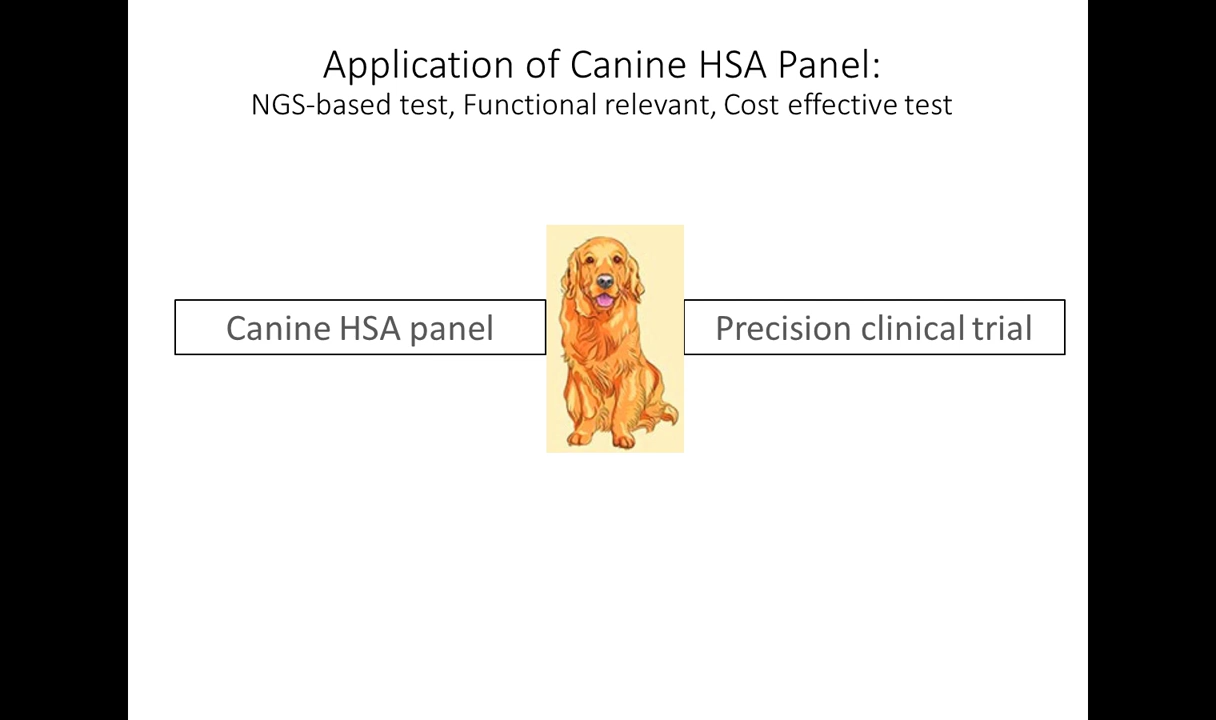 Application of Canine HSA Panel:
NGS-based test, Functional relevant, Cost effective test
Canine HSA panel
Precision clinical trial